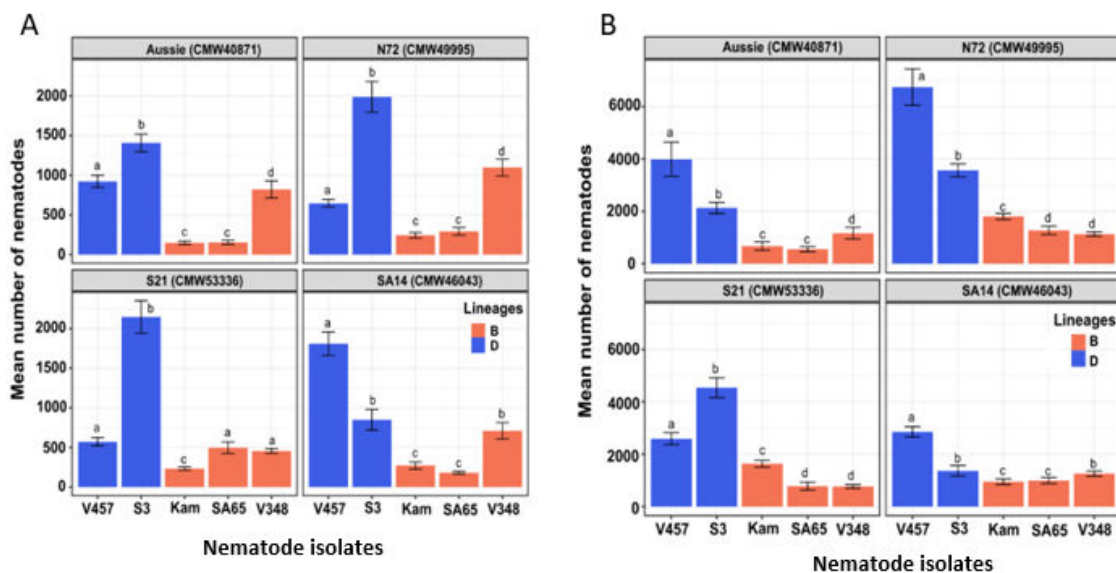 A
Mean number of nematodes
Aussie (CMW40871)
N72 (CMW49995)
2000
1500
1000
500
0
a
b
c
c
d
a
b
c
c
d
S21 (CMW53336)
SA14 (CMW46043)
2000
1500
1000
500
0
a
b
c
a
a
a
b
c
c
b
Lineages
B
D
V457 S3 Kam SA65 V348
V457 S3 Kam SA65 V348
Nematode isolates
B
Mean number of nematodes
Aussie (CMW40871)
N72 (CMW49995)
6000
4000
2000
0
a
b
c
c
d
a
b
c
d
d
S21 (CMW53336)
SA14 (CMW46043)
6000
4000
2000
0
a
b
c
d
d
a
b
c
c
b
Lineages
B
D
V457 S3 Kam SA65 V348
V457 S3 Kam SA65 V348
Nematode isolates